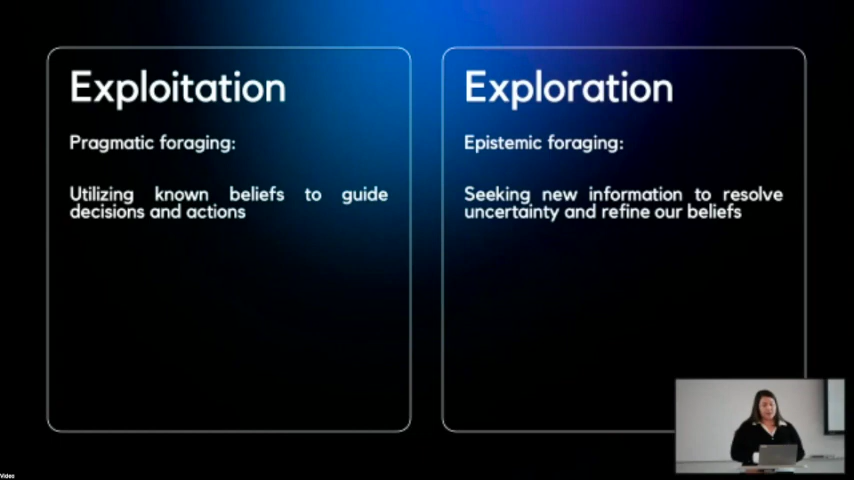 Exploitation
Pragmatic foraging:
Utilizing known beliefs to guide
decisions and actions
Exploration
Epistemic foraging:
Seeking new information to resolve
uncertainty and refine our beliefs
Video